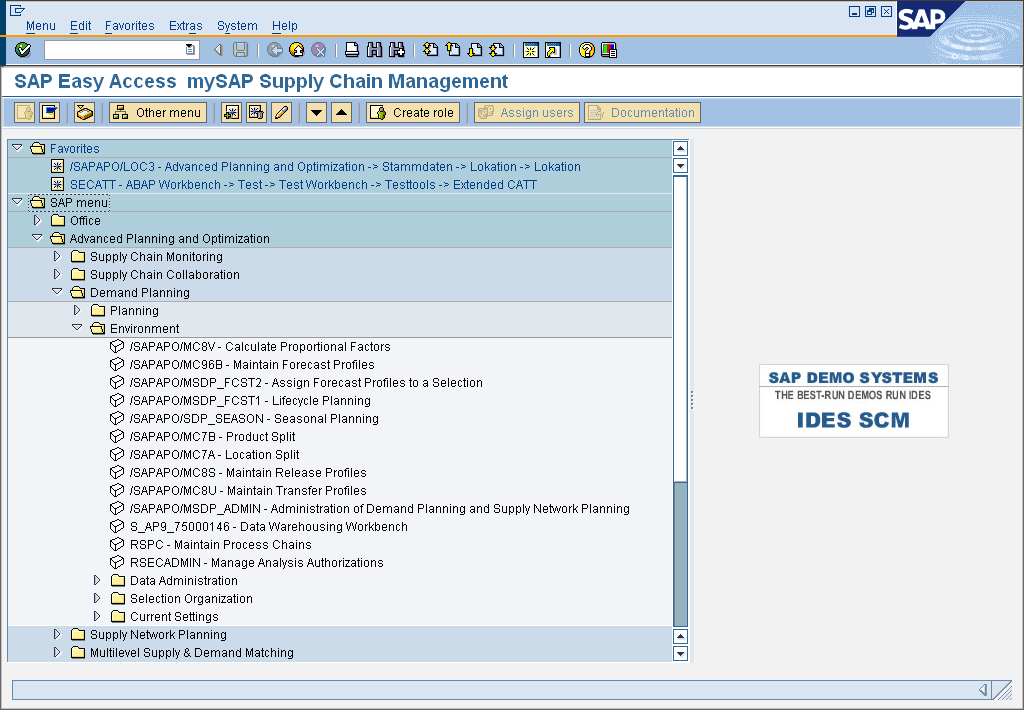 Menu Edit Favorites Extras System Help
SAP
SAP Easy Access mySAP Supply Chain Management
Other menu Create role Assign users Documentation
Favorites
/SAPAPO/LOC3 - Advanced Planning and Optimization -> Stammdaten -> Lokation -> Lokation
SECATT - ABAP Workbench -> Test -> Test Workbench -> Testtools -> Extended CATT
SAP menu
Office
Advanced Planning and Optimization
Supply Chain Monitoring
Supply Chain Collaboration
Demand Planning
Planning
Environment
/SAPAPO/MC8V - Calculate Proportional Factors
/SAPAPO/MC96B - Maintain Forecast Profiles
/SAPAPO/MSDP_FCST2 - Assign Forecast Profiles to a Selection
/SAPAPO/MSDP_FCST1 - Lifecycle Planning
/SAPAPO/SDP_SEASON - Seasonal Planning
/SAPAPO/MC7B - Product Split
/SAPAPO/MC7A - Location Split
/SAPAPO/MC8S - Maintain Release Profiles
/SAPAPO/MC8U - Maintain Transfer Profiles
/SAPAPO/MSDP_ADMIN - Administration of Demand Planning and Supply Network Planning
S_AP9_75000146 - Data Warehousing Workbench
RSPC - Maintain Process Chains
RSECADMIN - Manage Analysis Authorizations
Data Administration
Selection Organization
Current Settings
Supply Network Planning
Multilevel Supply & Demand Matching
SAP DEMO SYSTEMS
THE BEST-RUN DEMOS RUN IDES
IDES SCM